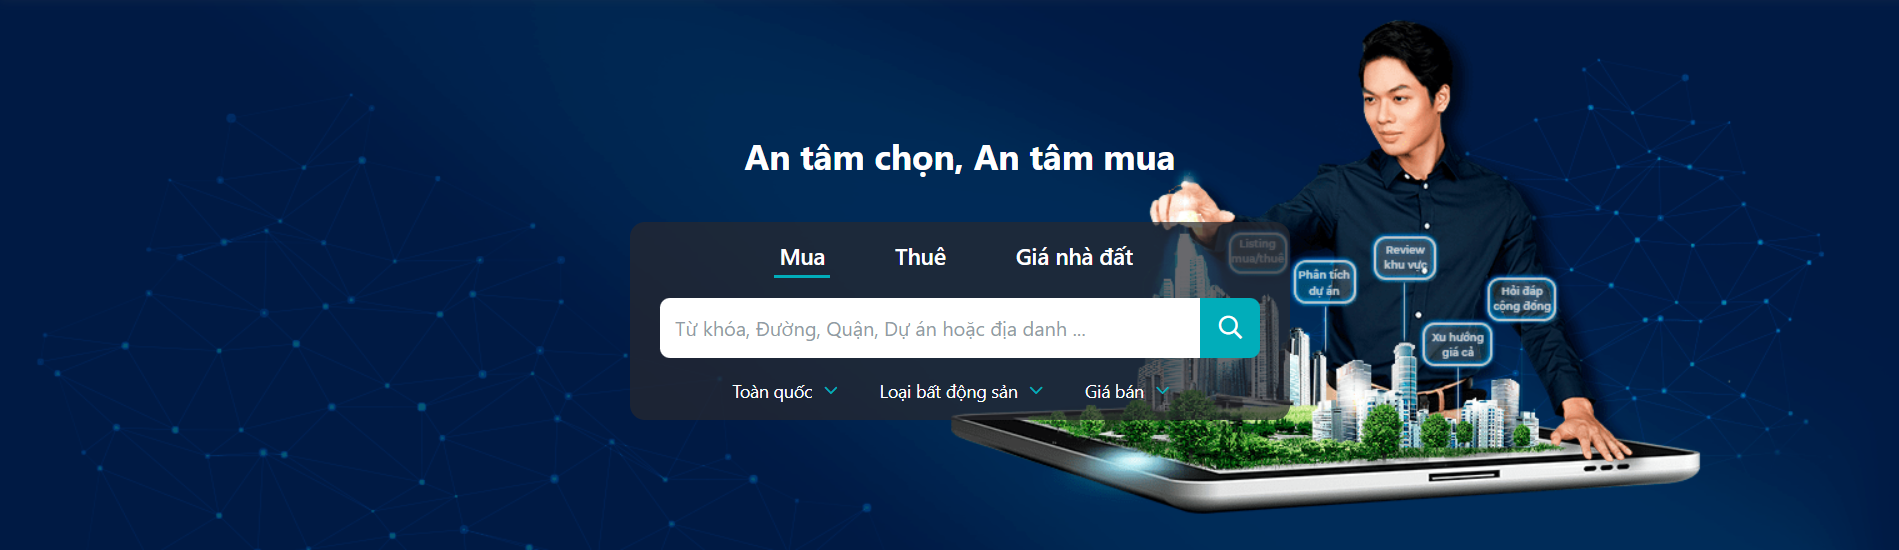 An tâm chọn, An tâm mua
Mua
Thuê
Giá nhà đất
Từ khóa, Đường, Quận, Dự án hoặc địa danh ...
Toàn quốc
Loại bất động sản
Giá bán
Listing
mua/thuê
Phân tích
dự án
Review
khu vực
Hỏi đáp
cộng đồng
Xu hướng
giá cả